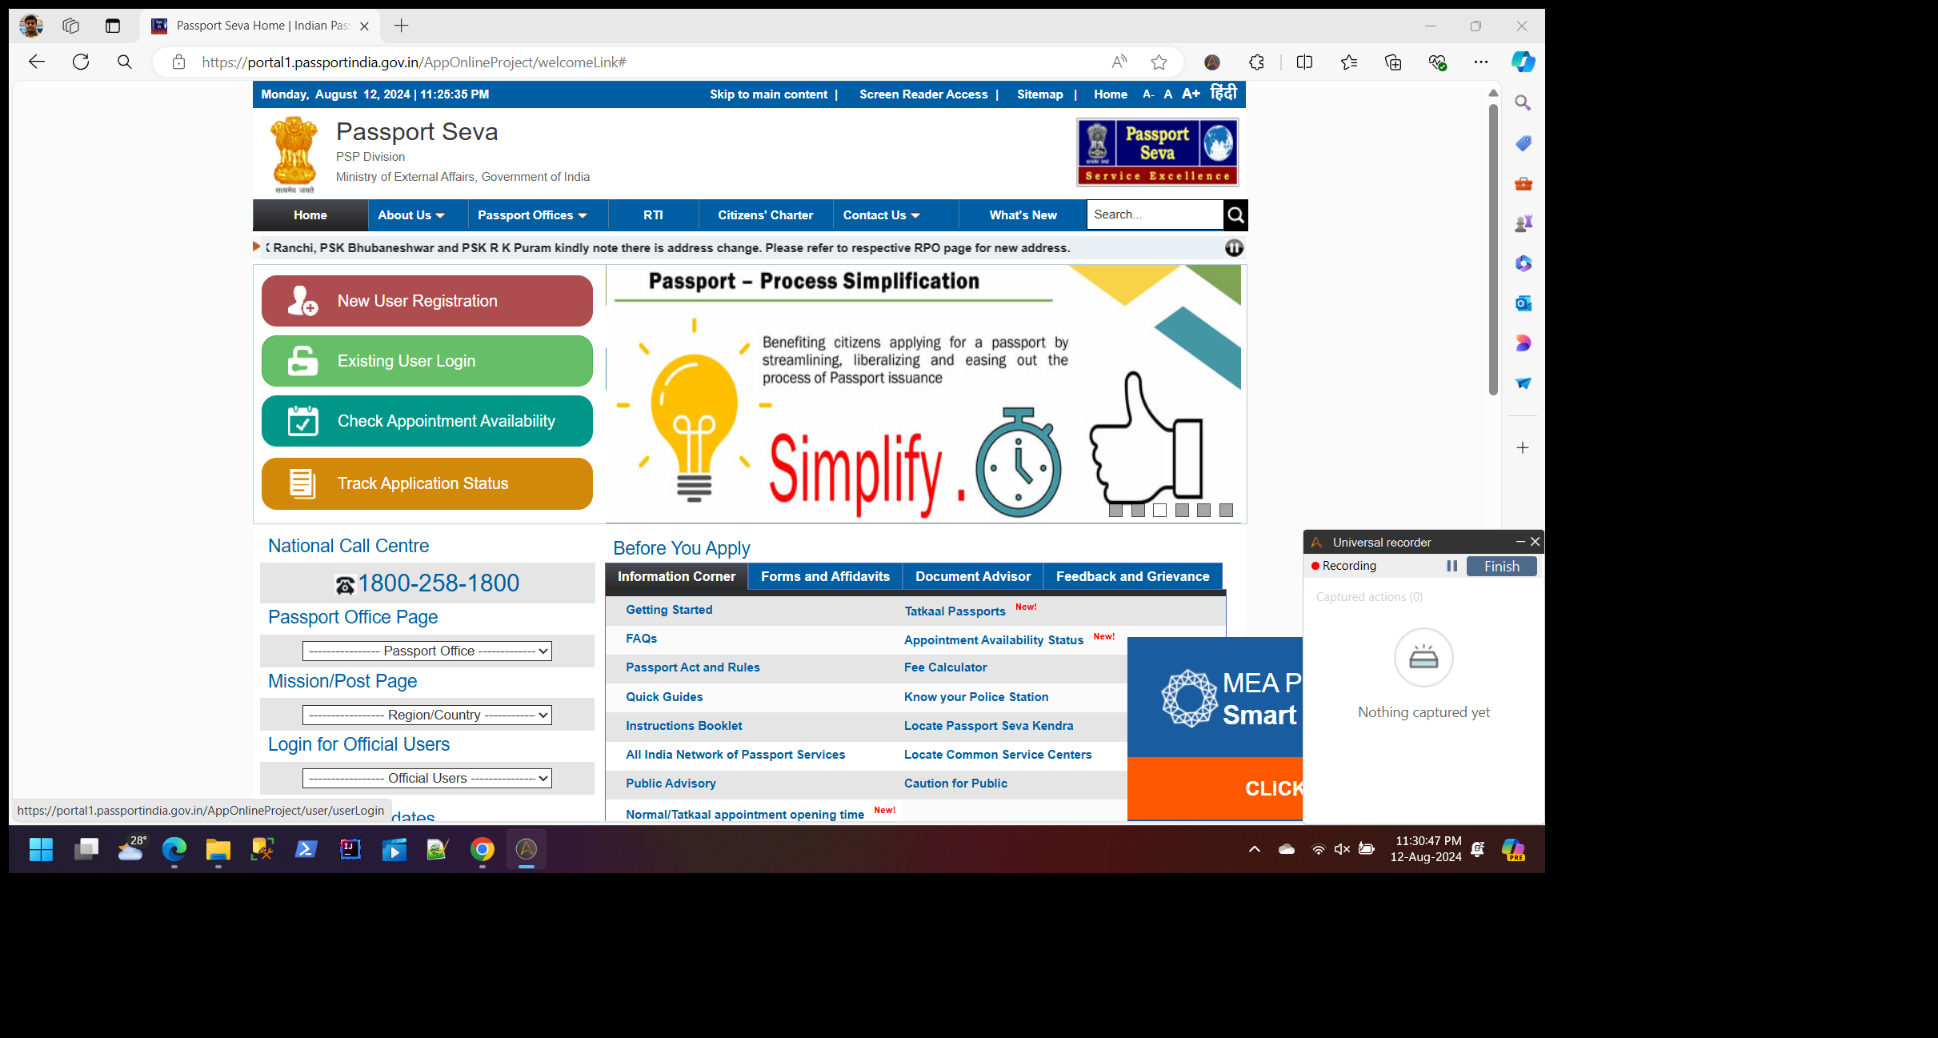 Passport Seva Home | Indian Pas
https://portal1.passportindia.gov.in/AppOnlineProject/welcomeLink#
Monday, August 12, 2024 | 11:25:35 PM
Skip to main content | Screen Reader Access | Sitemap | Home A- A A+ हिंदी
Passport Seva
PSP Division
Ministry of External Affairs, Government of India
सत्यमेव जयते
Passport
Seva
Service Excellence
Home About Us Passport Offices RTI Citizens' Charter Contact Us What's New Search...
Ranchi, PSK Bhubaneshwar and PSK R K Puram kindly note there is address change. Please refer to respective RPO page for new address.
New User Registration
Existing User Login
Check Appointment Availability
Track Application Status
Passport – Process Simplification
Benefiting citizens applying for a passport by
streamlining, liberalizing and easing out the
process of Passport issuance
Simplify .
National Call Centre
1800-258-1800
Passport Office Page
---------------- Passport Office -------------
Mission/Post Page
----------------- Region/Country ------------
Login for Official Users
----------------- Official Users ---------------
dates
https://portal1.passportindia.gov.in/AppOnlineProject/user/userLogin
Before You Apply
Information Corner Forms and Affidavits Document Advisor Feedback and Grievance
Getting Started
Tatkaal Passports New!
FAQs
Appointment Availability Status New!
Passport Act and Rules
Fee Calculator
Quick Guides
Know your Police Station
Instructions Booklet
Locate Passport Seva Kendra
All India Network of Passport Services
Locate Common Service Centers
Public Advisory
Caution for Public
Normal/Tatkaal appointment opening time New!
MEA P
Smart
CLICK
Universal recorder
Recording
Finish
Captured actions (0)
Nothing captured yet
28°
11:30:47 PM
12-Aug-2024
PRE